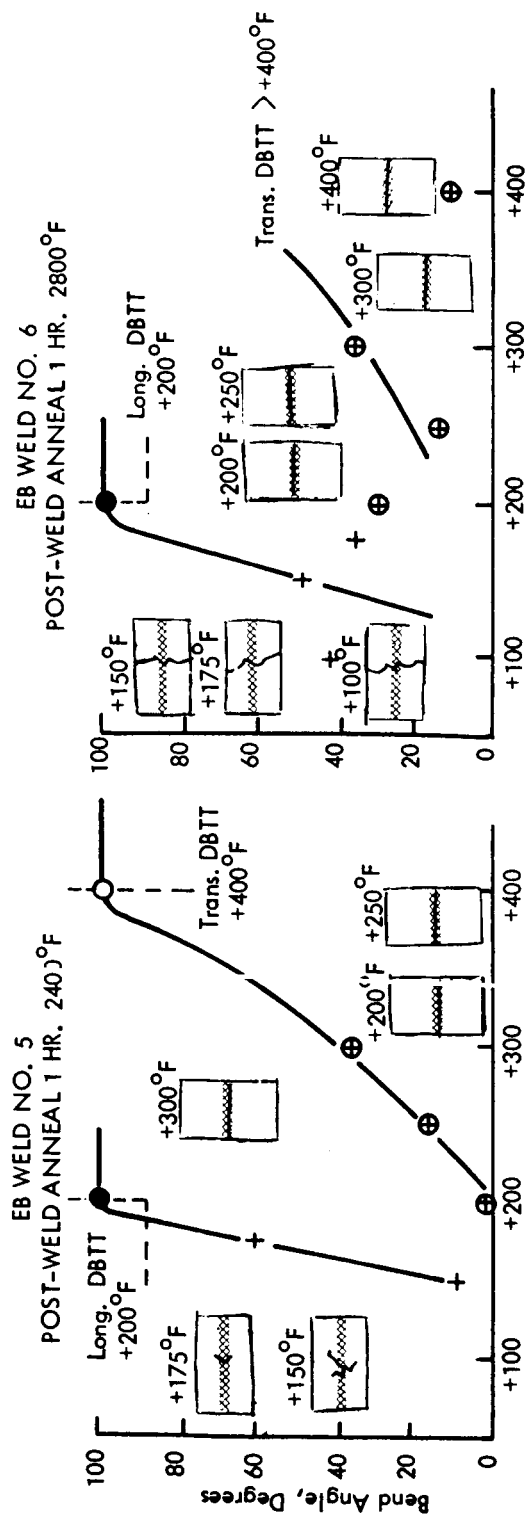 EB WELD NO. 5
POST-WELD ANNEAL 1 HR. 240)°F
Bend Angle, Degrees
100
80
60
40
20
0
+100
+200
+300
+400
Long. DBTT
+200°F
Trans. DBTT
+400°F
+175°F
+150°F
+300°F
+200°F
+250°F
EB WELD NO. 6
POST-WELD ANNEAL 1 HR. 2800°F
100
80
60
40
20
0
+100
+200
+300
+400
Long. DBTT
+200°F
Trans. DBTT >+400°F
+150°F
+175°F
+100°F
+200°F
+250°F
+300°F
+400°F